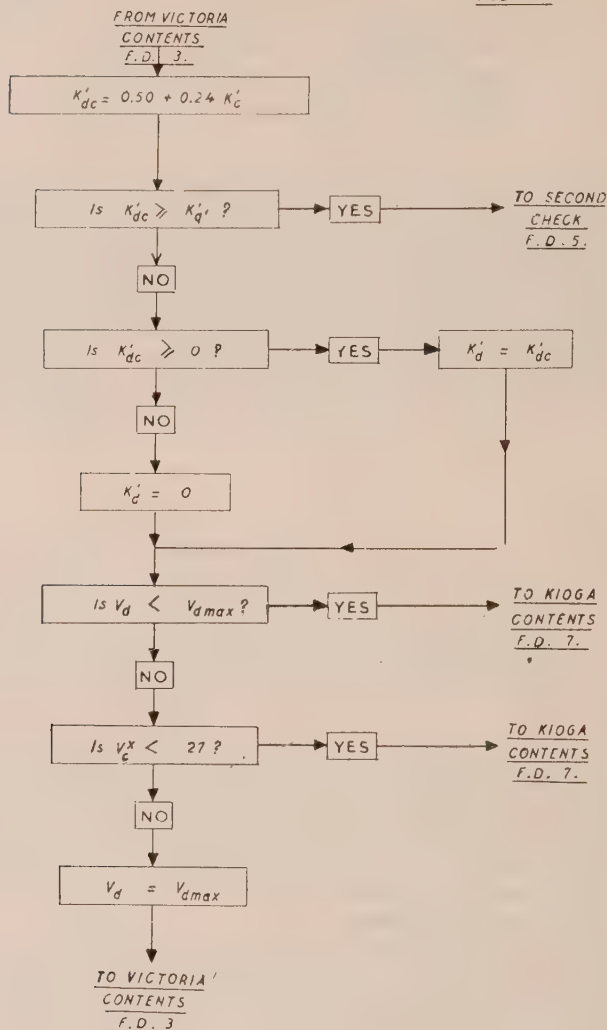 FROM VICTORIA
CONTENTS
F.D. 3.
K'dc = 0.50 + 0.24 K'c
Is K'dc ⩾ K'q' ?
YES
TO SECOND
CHECK
F.D.5.
NO
Is K'dc ⩾ 0 ?
YES
K'd = K'dc
NO
K'd = 0
Is Vd < Vdmax ?
YES
TO KIOGA
CONTENTS
F.D. 7.
NO
Is Vcx < 27 ?
YES
TO KIOGA
CONTENTS
F.D. 7.
NO
Vd = Vdmax
TO VICTORIA'
CONTENTS
F.D. 3